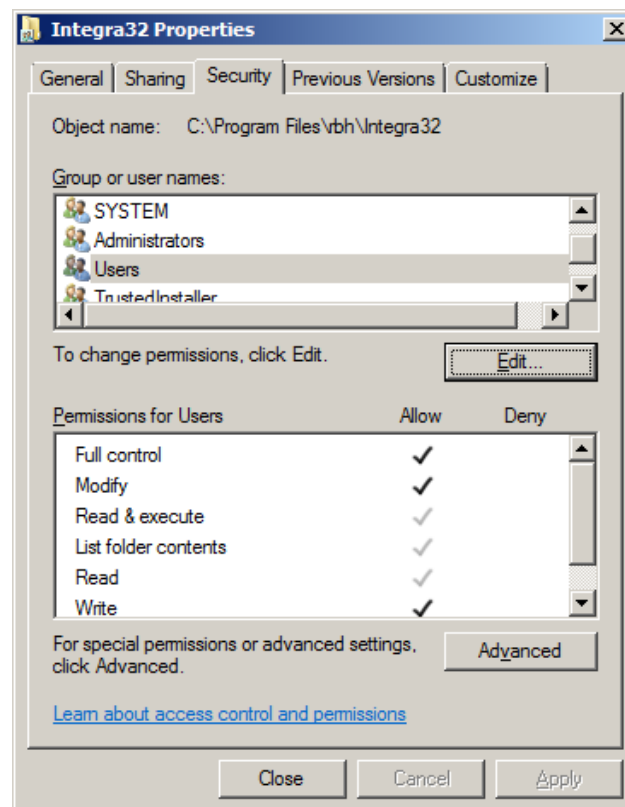 Integra32 Properties
General Sharing Security Previous Versions Customize
Object name: C:\Program Files\rbh\Integra32
Group or user names:
SYSTEM
Administrators
Users
TrustedInstaller
To change permissions, click Edit.
Edit...
Permissions for Users Allow Deny
Full control
Modify
Read & execute
List folder contents
Read
Write
For special permissions or advanced settings,
click Advanced.
Advanced
Learn about access control and permissions
Close Cancel Apply